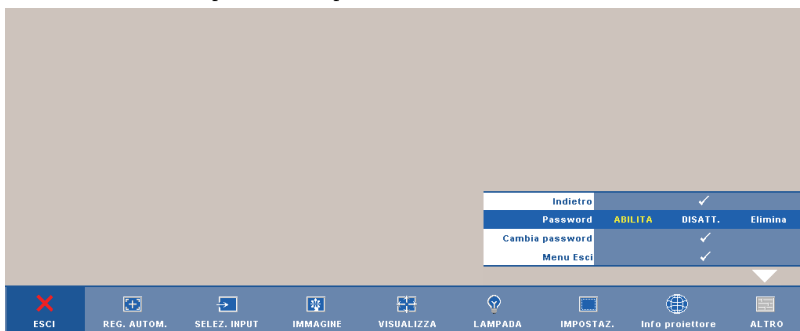 Indietro
Password ABILITA DISATT. Elimina
Cambia password
Menu Esci
ESCI REG. AUTOM. SELEZ. INPUT IMMAGINE VISUALIZZA LAMPADA IMPOSTAZ. Info proiettore ALTRO